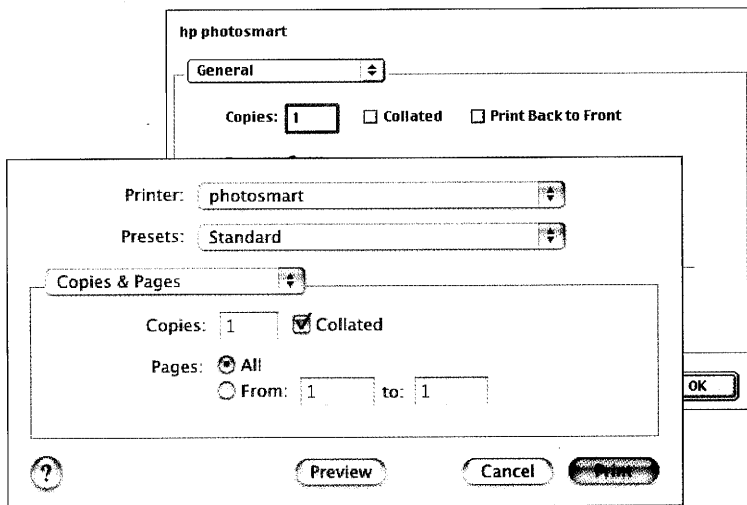 hp photosmart
General
Copies: 1 Collated Print Back to Front
Printer: photosmart
Presets: Standard
Copies & Pages
Copies: 1 Collated
Pages: All
From: 1 to: 1
OK
? Preview Cancel Print